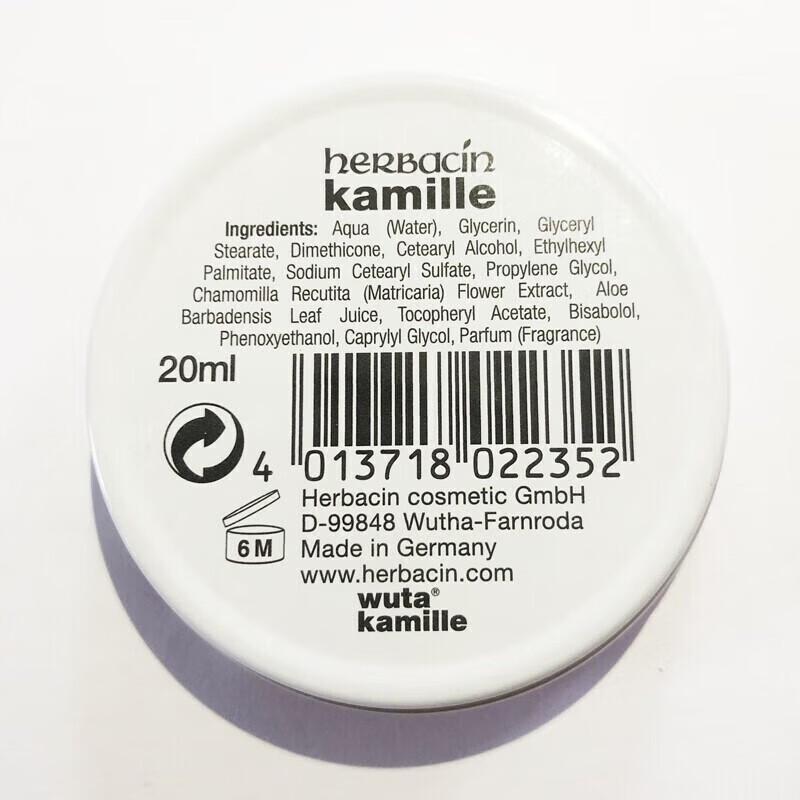 herbacin
kamille
Ingredients: Aqua (Water), Glycerin, Glyceryl
Stearate, Dimethicone, Cetearyl Alcohol, Ethylhexyl
Palmitate, Sodium Cetearyl Sulfate, Propylene Glycol,
Chamomilla Recutita (Matricaria) Flower Extract, Aloe
Barbadensis Leaf Juice, Tocopheryl Acetate, Bisabolol,
Phenoxyethanol, Caprylyl Glycol, Parfum (Fragrance)
20ml
4 013718 022352
Herbacin cosmetic GmbH
D-99848 Wutha-Farnroda
6M
Made in Germany
www.herbacin.com
wuta®
kamille